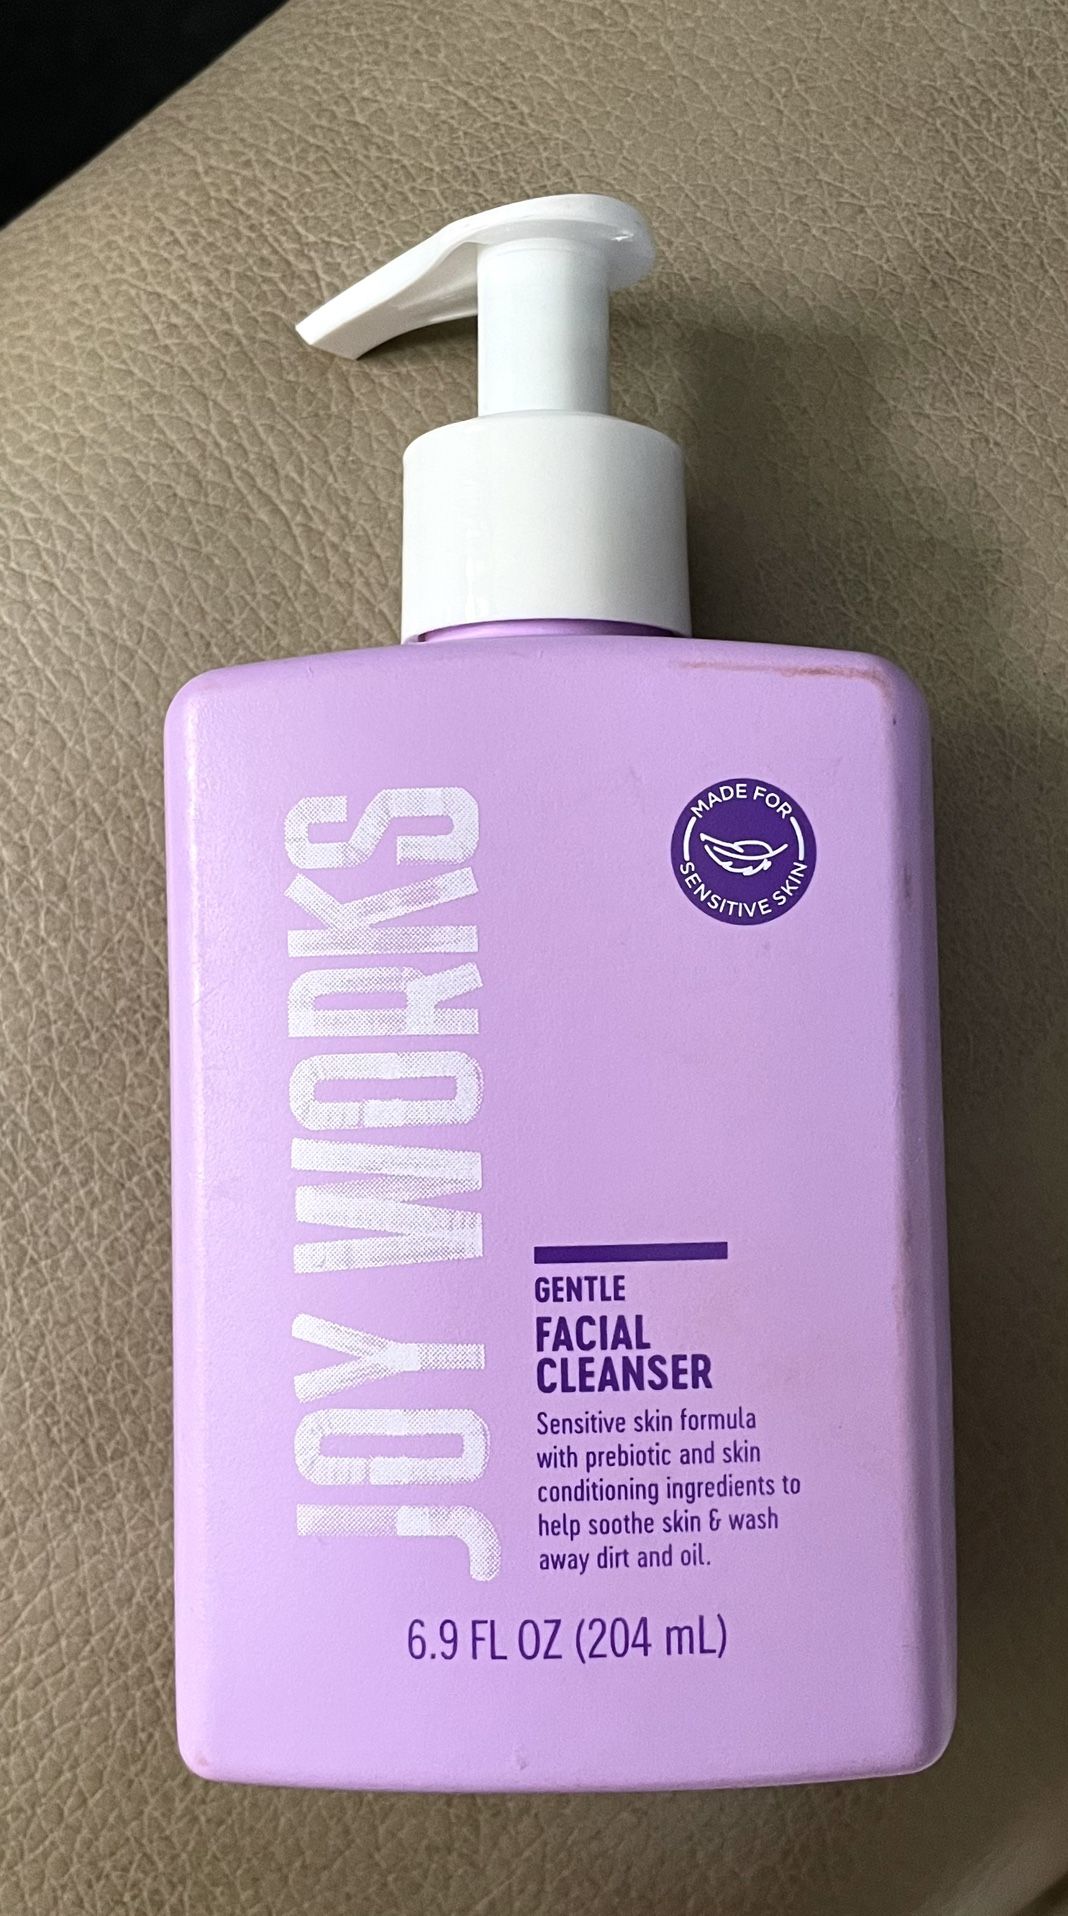 JOY WORKS
MADE FOR
SENSITIVE SKIN
GENTLE
FACIAL
CLEANSER
Sensitive skin formula
with prebiotic and skin
conditioning ingredients to
help soothe skin & wash
away dirt and oil.
6.9 FL OZ (204 mL)